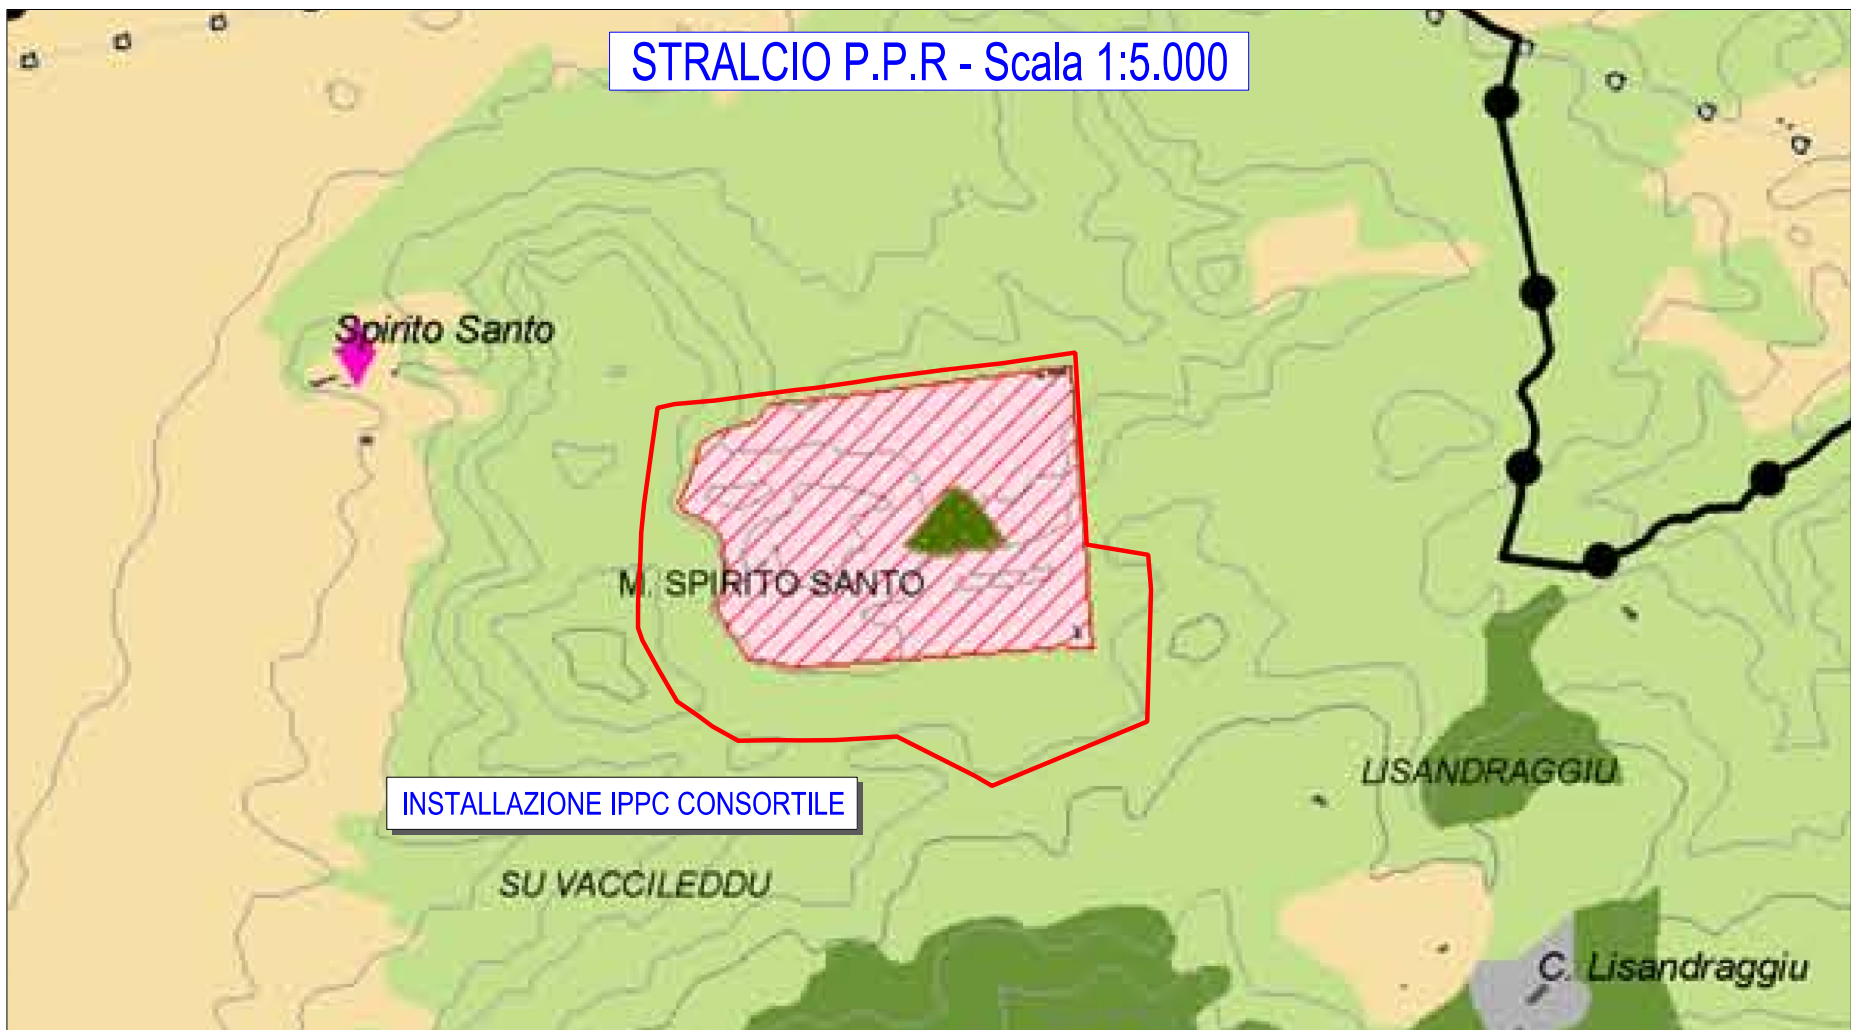 STRALCIO P.P.R - Scala 1:5.000
Spirito Santo
M. SPIRITO SANTO
LISANDRAGGIU
INSTALLAZIONE IPPC CONSORTILE
SU VACCILEDDU
C. Lisandraggiu